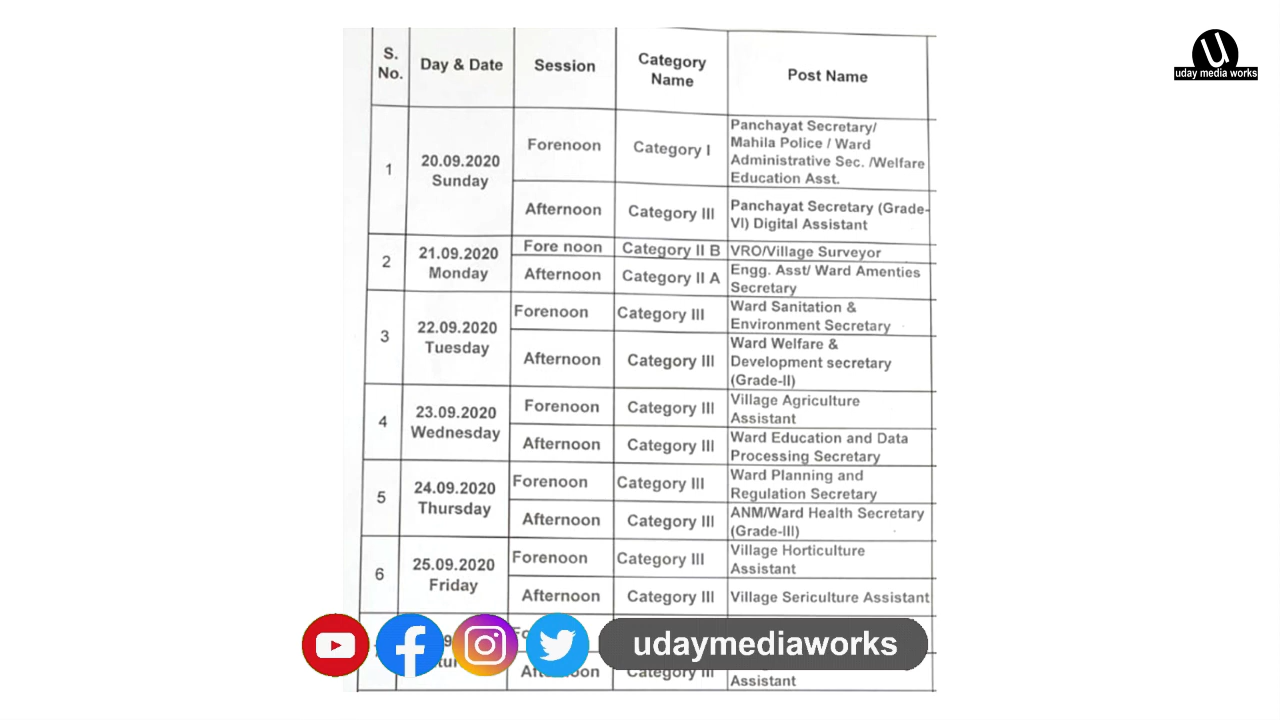 U
uday media works
S.
No.
Day & Date
Session
Category
Name
Post Name
1
20.09.2020
Sunday
Forenoon
Category I
Panchayat Secretary/
Mahila Police / Ward
Administrative Sec. /Welfare
Education Asst.
Afternoon
Category III
Panchayat Secretary (Grade-
VI) Digital Assistant
2
21.09.2020
Monday
Fore noon
Category II B
VRO/Village Surveyor
Afternoon
Category II A
Engg. Asst/ Ward Amenties
Secretary
3
22.09.2020
Tuesday
Forenoon
Category III
Ward Sanitation &
Environment Secretary
Afternoon
Category III
Ward Welfare &
Development secretary
(Grade-II)
4
23.09.2020
Wednesday
Forenoon
Category III
Village Agriculture
Assistant
Afternoon
Category III
Ward Education and Data
Processing Secretary
5
24.09.2020
Thursday
Forenoon
Category III
Ward Planning and
Regulation Secretary
Afternoon
Category III
ANM/Ward Health Secretary
(Grade-III)
6
25.09.2020
Friday
Forenoon
Category III
Village Horticulture
Assistant
Afternoon
Category III
Village Sericulture Assistant
udaymediaworks
Category III
Assistant